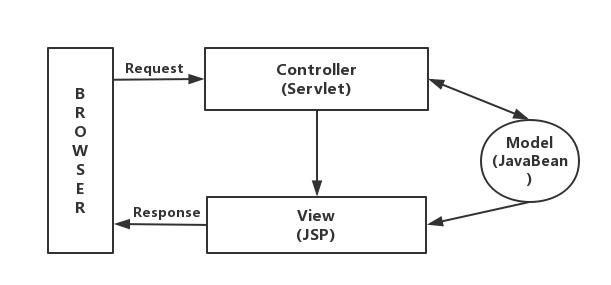 B
R
O
W
S
E
R
Request
Controller
(Servlet)
Model
(JavaBean
)
Response
View
(JSP)